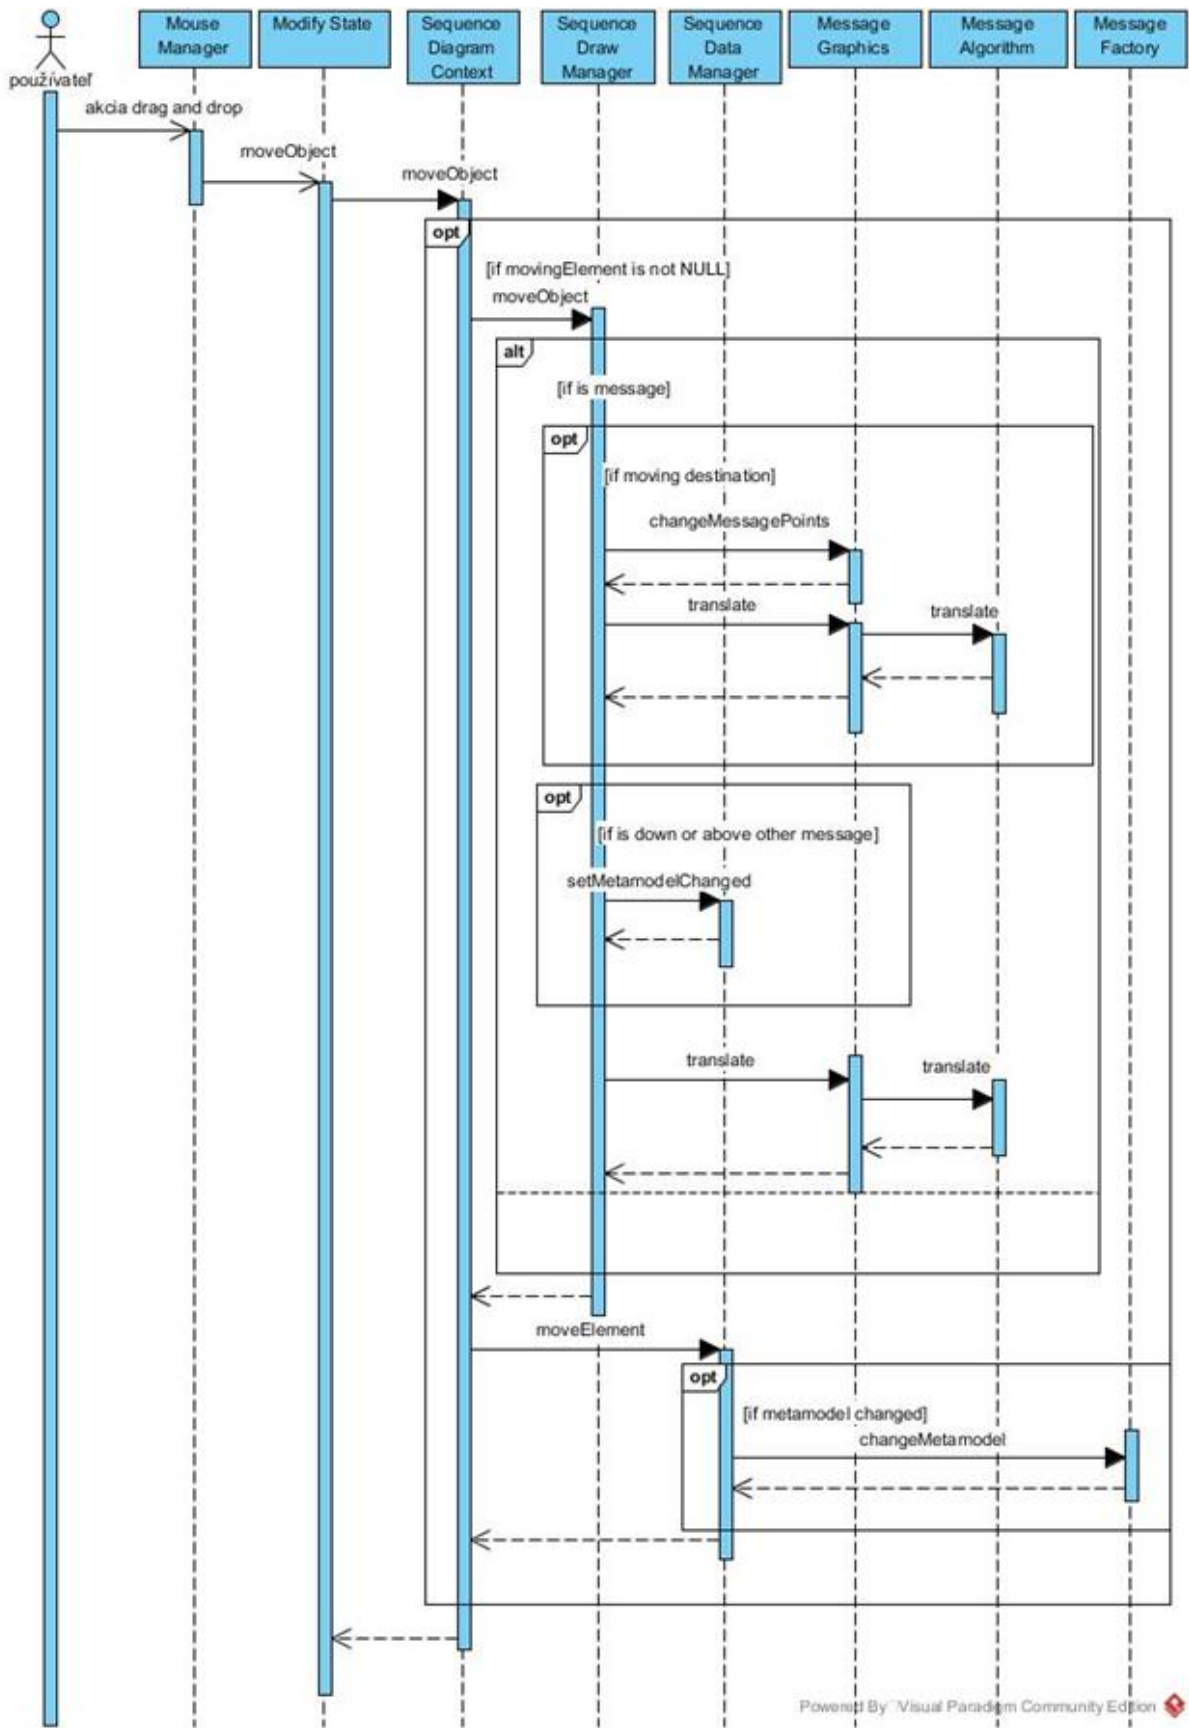 Mouse
Manager
Modify State
Sequence
Diagram
Context
Sequence
Draw
Manager
Sequence
Data
Manager
Message
Graphics
Message
Algorithm
Message
Factory
používateľ
akcia drag and drop
moveObject
moveObject
opt
[if movingElement is not NULL]
moveObject
alt
[if is message]
opt
[if moving destination]
changeMessagePoints
translate
translate
opt
[if is down or above other message]
setMetamodelChanged
translate
translate
moveElement
opt
[if metamodel changed]
changeMetamodel
Powered By Visual Paradigm Community Edition